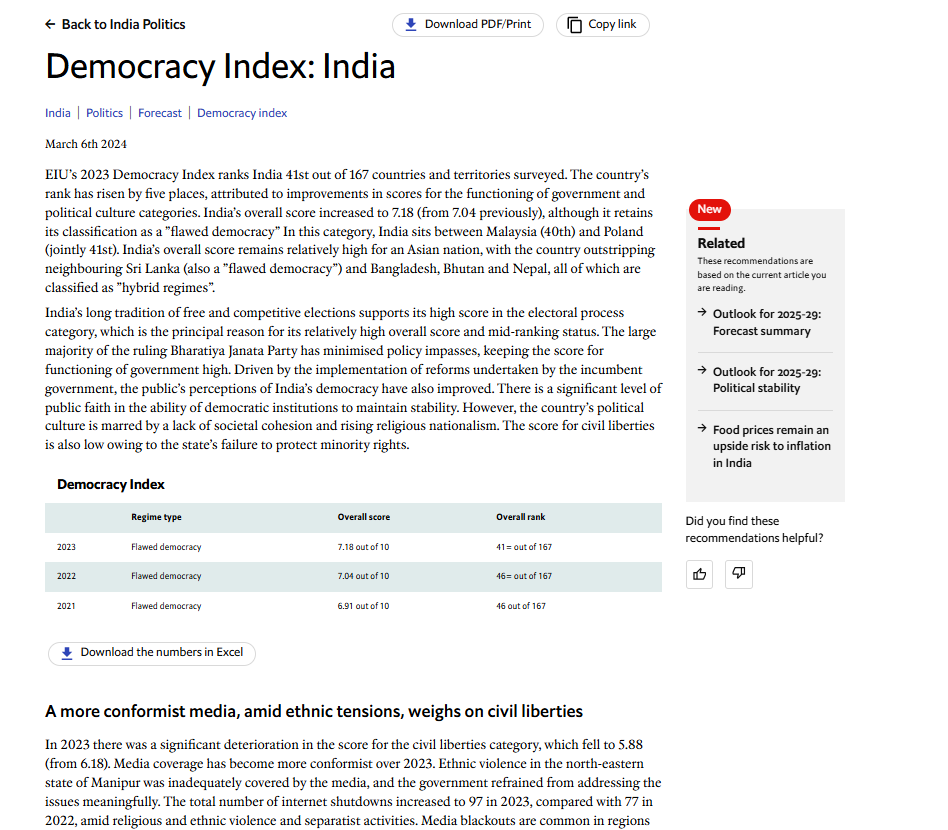 ← Back to India Politics
Download PDF/Print
Copy link
Democracy Index: India
India | Politics | Forecast | Democracy index
March 6th 2024
EIU's 2023 Democracy Index ranks India 41st out of 167 countries and territories surveyed. The country's
rank has risen by five places, attributed to improvements in scores for the functioning of government and
political culture categories. India's overall score increased to 7.18 (from 7.04 previously), although it retains
its classification as a "flawed democracy" In this category, India sits between Malaysia (40th) and Poland
(jointly 41st). India's overall score remains relatively high for an Asian nation, with the country outstripping
neighbouring Sri Lanka (also a "flawed democracy") and Bangladesh, Bhutan and Nepal, all of which are
classified as "hybrid regimes".
India's long tradition of free and competitive elections supports its high score in the electoral process
category, which is the principal reason for its relatively high overall score and mid-ranking status. The large
majority of the ruling Bharatiya Janata Party has minimised policy impasses, keeping the score for
functioning of government high. Driven by the implementation of reforms undertaken by the incumbent
government, the public's perceptions of India's democracy have also improved. There is a significant level of
public faith in the ability of democratic institutions to maintain stability. However, the country's political
culture is marred by a lack of societal cohesion and rising religious nationalism. The score for civil liberties
is also low owing to the state's failure to protect minority rights.
Democracy Index
Regime type Overall score Overall rank
2023 Flawed democracy 7.18 out of 10 41= out of 167
2022 Flawed democracy 7.04 out of 10 46= out of 167
2021 Flawed democracy 6.91 out of 10 46 out of 167
Download the numbers in Excel
A more conformist media, amid ethnic tensions, weighs on civil liberties
In 2023 there was a significant deterioration in the score for the civil liberties category, which fell to 5.88
(from 6.18). Media coverage has become more conformist over 2023. Ethnic violence in the north-eastern
state of Manipur was inadequately covered by the media, and the government refrained from addressing the
issues meaningfully. The total number of internet shutdowns increased to 97 in 2023, compared with 77 in
2022, amid religious and ethnic violence and separatist activities. Media blackouts are common in regions
New
Related
These recommendations are
based on the current article you
are reading.
→ Outlook for 2025-29:
Forecast summary
→ Outlook for 2025-29:
Political stability
→ Food prices remain an
upside risk to inflation
in India
Did you find these
recommendations helpful?